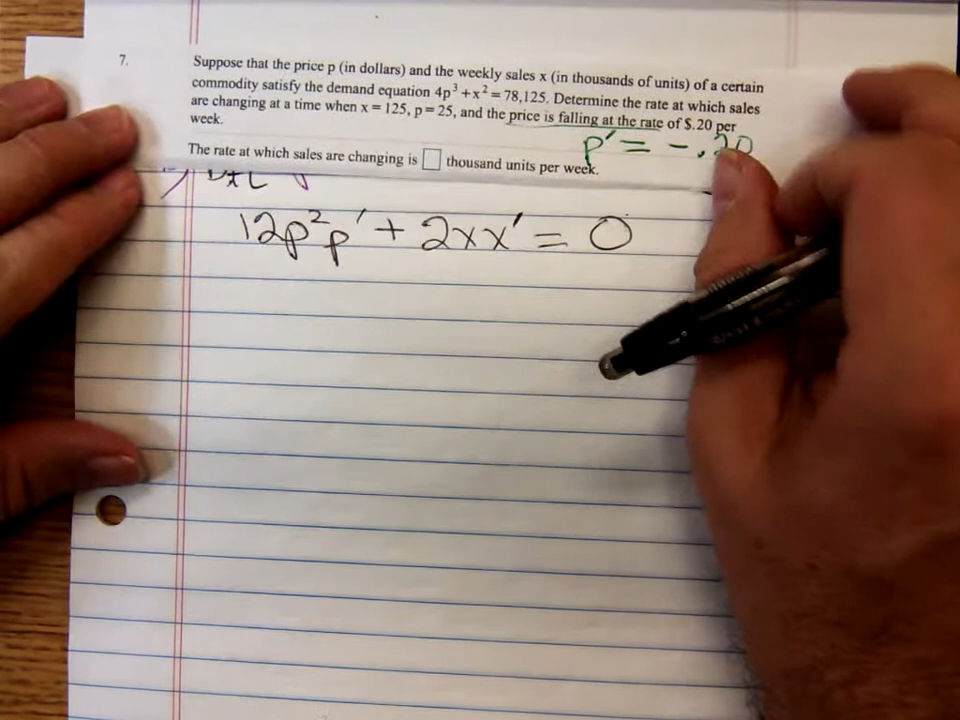 7.
Suppose that the price p (in dollars) and the weekly sales x (in thousands of units) of a certain
commodity satisfy the demand equation 4p³ +x² = 78,125. Determine the rate at which sales
are changing at a time when x = 125, p = 25, and the price is falling at the rate of $.20 per
week.
p′ = -.20
The rate at which sales are changing is □ thousand units per week.
12p²p′ + 2xx′ = 0